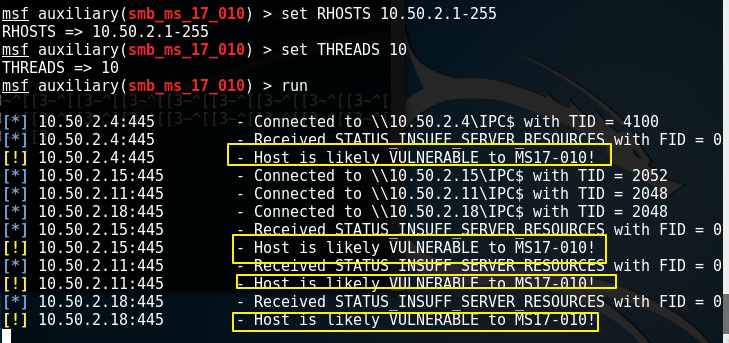 msf auxiliary(smb_ms_17_010) > set RHOSTS 10.50.2.1-255
RHOSTS => 10.50.2.1-255
msf auxiliary(smb_ms_17_010) > set THREADS 10
THREADS => 10
msf auxiliary(smb_ms_17_010) > run
[*] 10.50.2.4:445 - Connected to \\10.50.2.4\IPC$ with TID = 4100
[*] 10.50.2.4:445 - Received STATUS_INSUFF_SERVER_RESOURCES with FID = 0
[!] 10.50.2.4:445 - Host is likely VULNERABLE to MS17-010!
[*] 10.50.2.15:445 - Connected to \\10.50.2.15\IPC$ with TID = 2052
[*] 10.50.2.11:445 - Connected to \\10.50.2.11\IPC$ with TID = 2048
[*] 10.50.2.18:445 - Connected to \\10.50.2.18\IPC$ with TID = 2048
[*] 10.50.2.15:445 - Received STATUS_INSUFF_SERVER_RESOURCES with FID = 0
[!] 10.50.2.15:445 - Host is likely VULNERABLE to MS17-010!
[*] 10.50.2.11:445 - Received STATUS_INSUFF_SERVER_RESOURCES with FID = 0
[!] 10.50.2.11:445 - Host is likely VULNERABLE to MS17-010!
[*] 10.50.2.18:445 - Received STATUS_INSUFF_SERVER_RESOURCES with FID = 0
[!] 10.50.2.18:445 - Host is likely VULNERABLE to MS17-010!